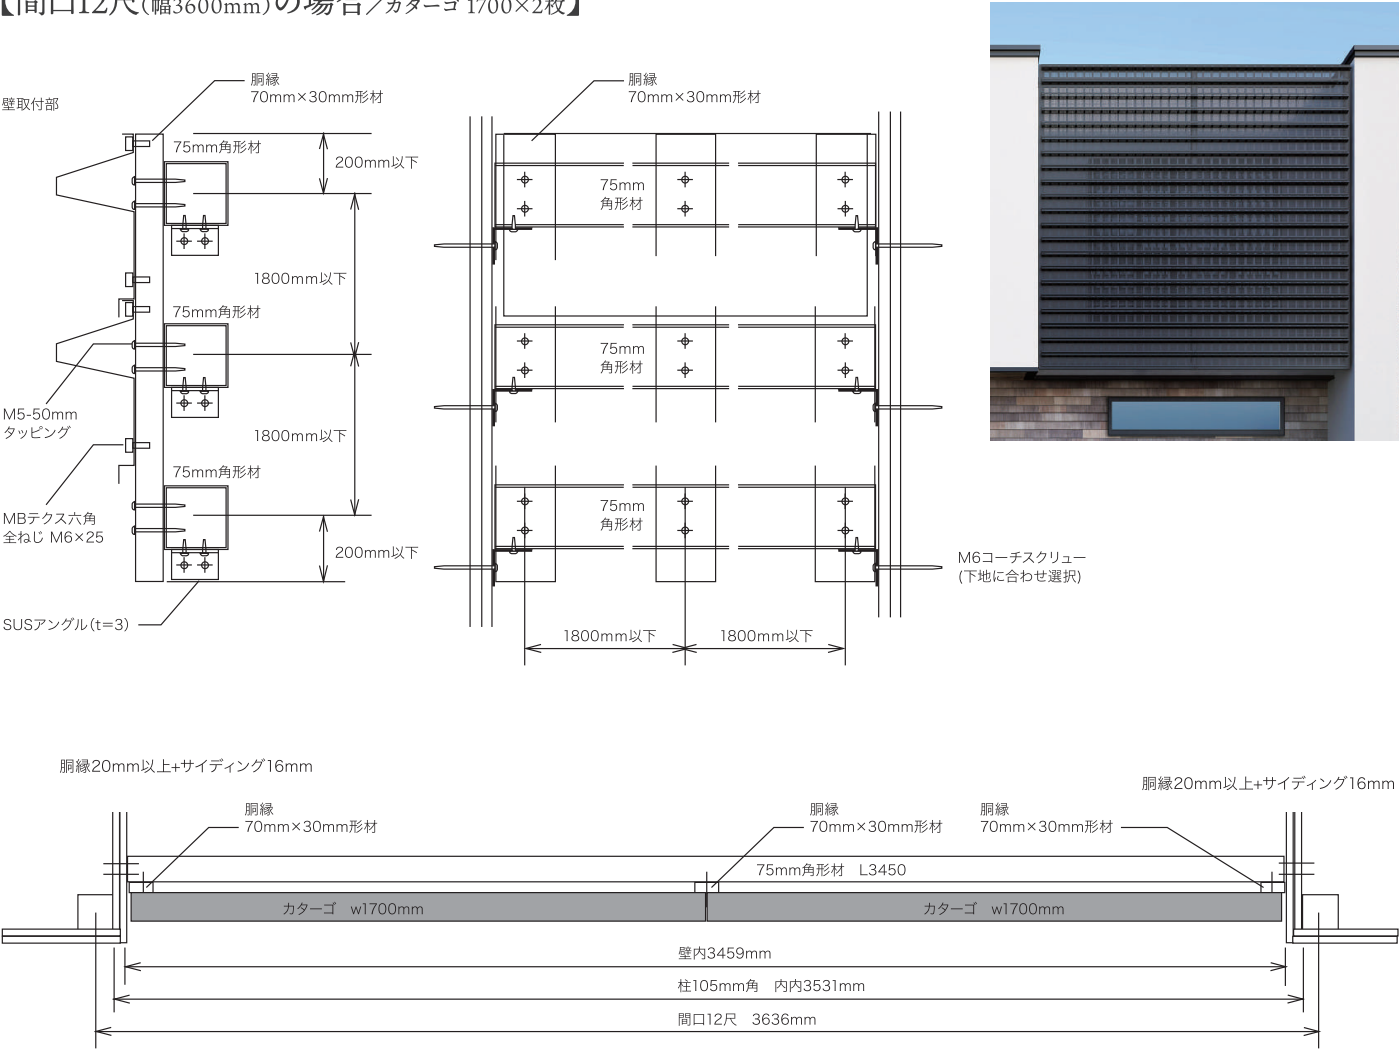 【間口12尺(幅3600mm)の場合/カターゴ 1700×2枚】
壁取付部
胴縁
70mm×30mm形材
75mm角形材
200mm以下
1800mm以下
75mm角形材
M5-50mm
タッピング
1800mm以下
75mm角形材
MBテクス六角
全ねじ M6×25
200mm以下
SUSアングル(t=3)
胴縁
70mm×30mm形材
75mm
角形材
75mm
角形材
75mm
角形材
M6コーチスクリュー
(下地に合わせ選択)
1800mm以下
1800mm以下
胴縁20mm以上+サイディング16mm
胴縁20mm以上+サイディング16mm
胴縁
70mm×30mm形材
胴縁
70mm×30mm形材
胴縁
70mm×30mm形材
75mm角形材 L3450
カターゴ w1700mm
カターゴ w1700mm
壁内3459mm
柱105mm角 内内3531mm
間口12尺 3636mm